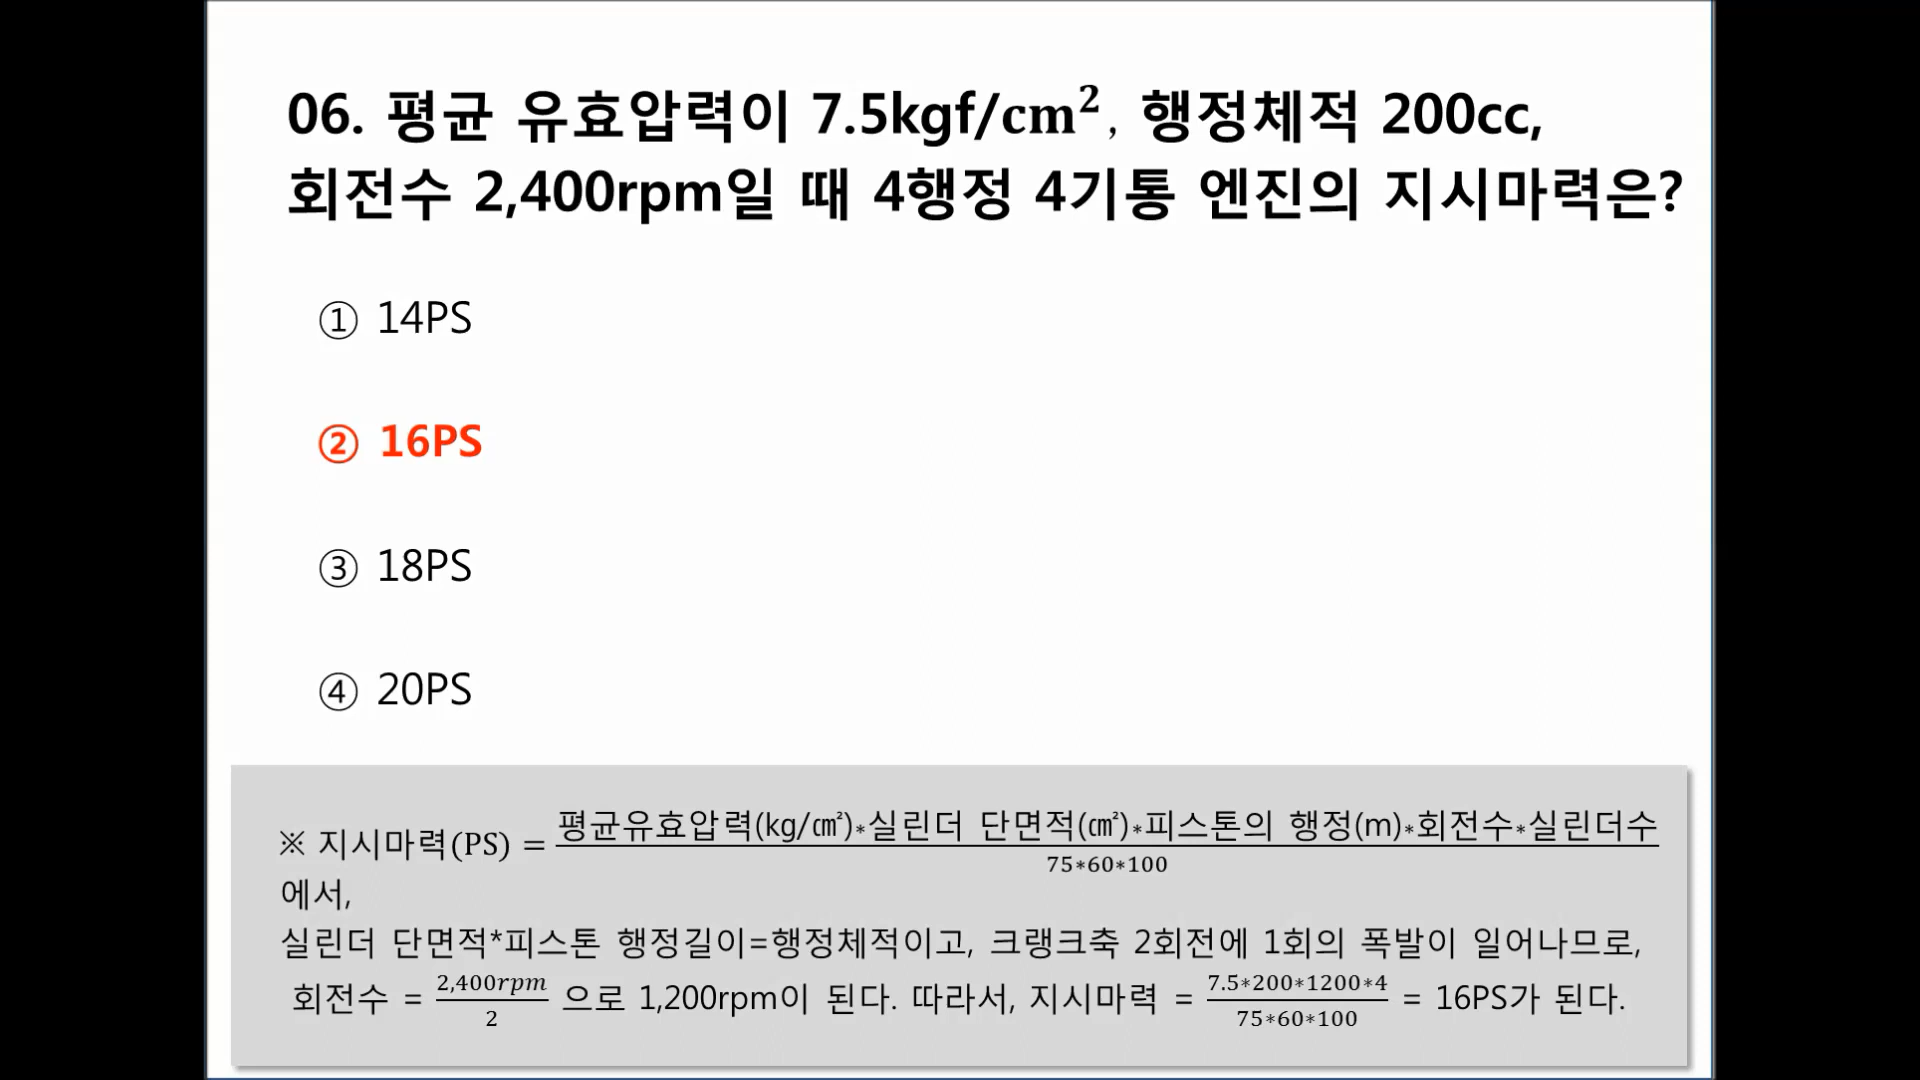 06. 평균 유효압력이 7.5kgf/cm², 행정체적 200cc,
회전수 2,400rpm일 때 4행정 4기통 엔진의 지시마력은?
① 14PS
② 16PS
③ 18PS
④ 20PS
※ 지시마력(PS) = 평균유효압력(kg/㎠)*실린더 단면적(㎠)*피스톤의 행정(m)*회전수*실린더수
75*60*100
에서,
실린더 단면적*피스톤 행정길이=행정체적이고, 크랭크축 2회전에 1회의 폭발이 일어나므로,
회전수 = 2,400rpm/2 으로 1,200rpm이 된다. 따라서, 지시마력 = 7.5*200*1200*4/75*60*100 = 16PS가 된다.